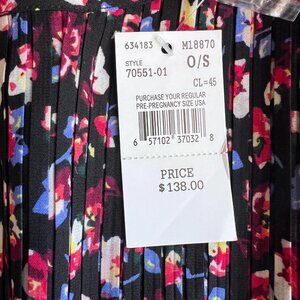 634183 M18870
STYLE O/S
70551-01
CL=45
PURCHASE YOUR REGULAR
PRE-PREGNANCY SIZE USA
6 57102 37032 8
PRICE
$138.00